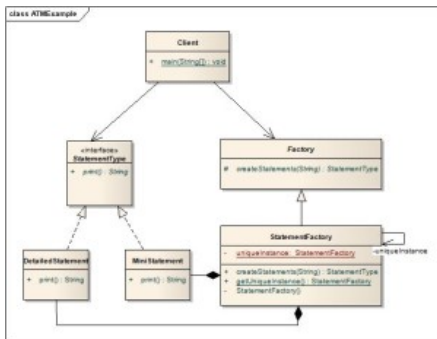 class ATMExample
Client
+ main(String[]) : void
«interface»
StatementType
+ print() : String
Factory
# createStatements(String) : StatementType
DetailedStatement
+ print() : String
MiniStatement
+ print() : String
StatementFactory
- uniqueInstance: StatementFactory
+ createStatements(String) : StatementType
+ getUniqueInstance() : StatementFactory
- StatementFactory()
-uniqueInstance